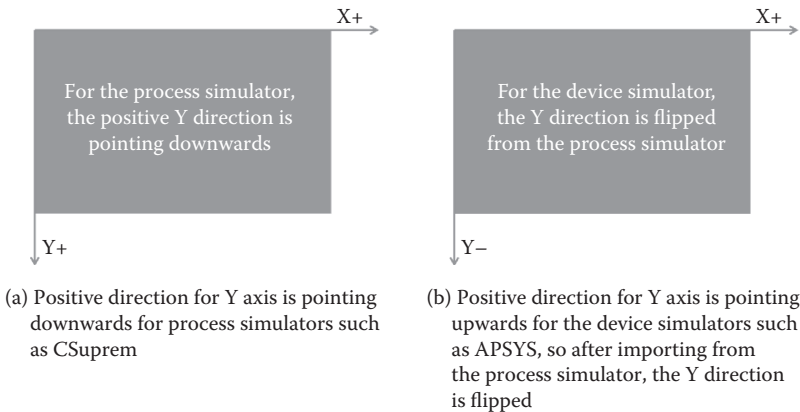 X+
For the process simulator,
the positive Y direction is
pointing downwards
Y+
(a) Positive direction for Y axis is pointing
downwards for process simulators such
as CSuprem
X+
For the device simulator,
the Y direction is flipped
from the process simulator
Y−
(b) Positive direction for Y axis is pointing
upwards for the device simulators such
as APSYS, so after importing from
the process simulator, the Y direction
is flipped